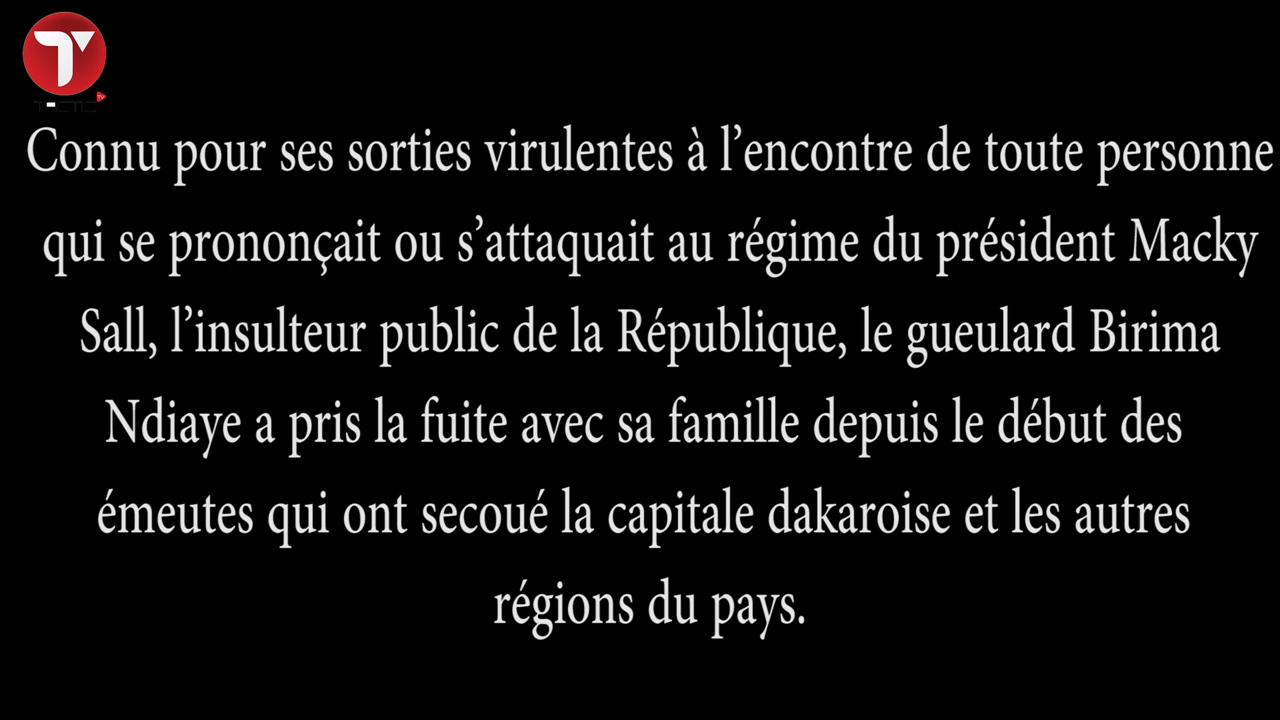 Connu pour ses sorties virulentes à l’encontre de toute personne
qui se prononçait ou s’attaquait au régime du président Macky
Sall, l’insulteur public de la République, le gueulard Birima
Ndiaye a pris la fuite avec sa famille depuis le début des
émeutes qui ont secoué la capitale dakaroise et les autres
régions du pays.